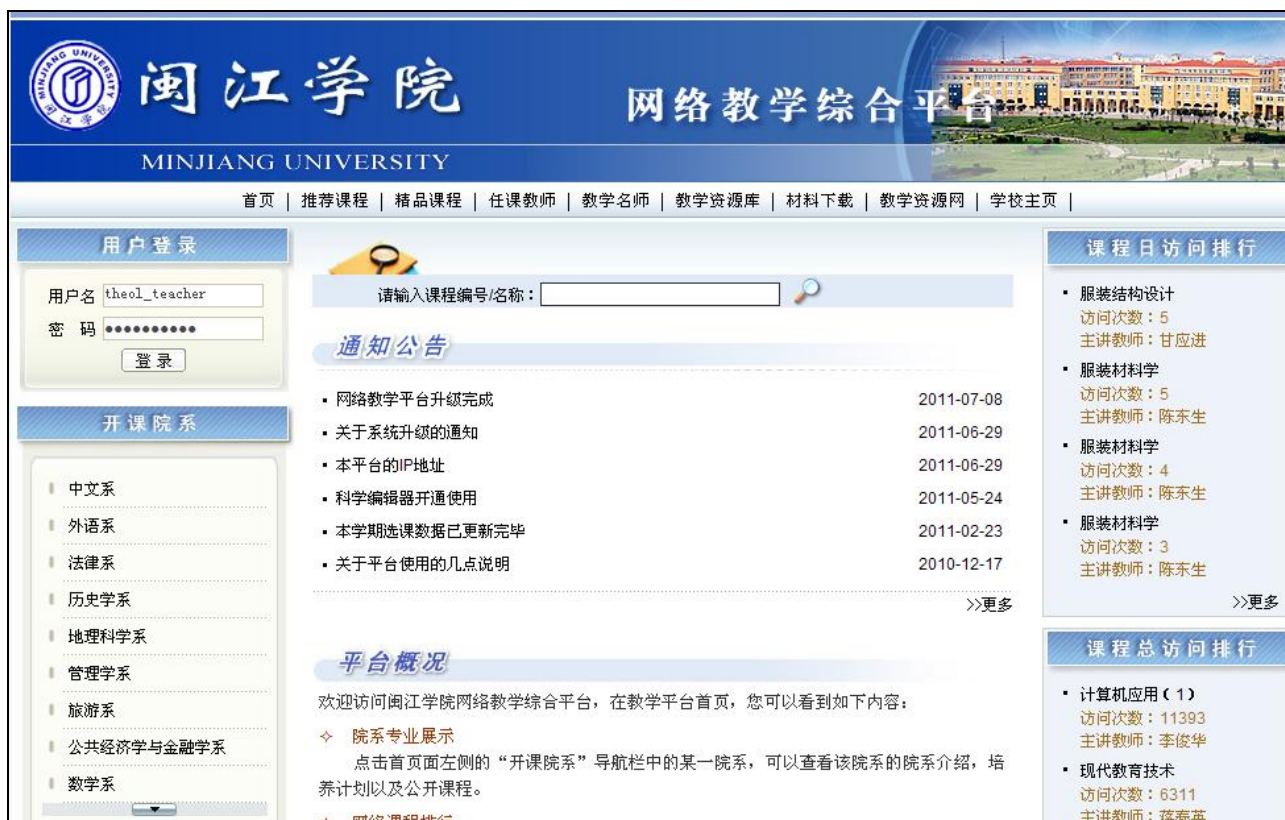 MINJIANG UNIVERSITY
闽江学院
闽江学院
网络教学综合平台
MINJIANG UNIVERSITY
首页 | 推荐课程 | 精品课程 | 任课教师 | 教学名师 | 教学资源库 | 材料下载 | 教学资源网 | 学校主页 |
用户登录
用户名 theol_teacher
密 码 ●●●●●●●●●●
登录
开课院系
中文系
外语系
法律系
历史学系
地理科学系
管理学系
旅游系
公共经济学与金融学系
数学系
请输入课程编号/名称：
通知公告
网络教学平台升级完成 2011-07-08
关于系统升级的通知 2011-06-29
本平台的IP地址 2011-06-29
科学编辑器开通使用 2011-05-24
本学期选课数据已更新完毕 2011-02-23
关于平台使用的几点说明 2010-12-17
>>更多
平台概况
欢迎访问闽江学院网络教学综合平台，在教学平台首页，您可以看到如下内容：
院系专业展示
点击首页面左侧的“开课院系”导航栏中的某一院系，可以查看该院系的院系介绍，培
养计划以及公开课程。
网络课程排行
课程日访问排行
服装结构设计
访问次数：5
主讲教师：甘应进
服装材料学
访问次数：5
主讲教师：陈东生
服装材料学
访问次数：4
主讲教师：陈东生
服装材料学
访问次数：3
主讲教师：陈东生
>>更多
课程总访问排行
计算机应用（1）
访问次数：11393
主讲教师：李俊华
现代教育技术
访问次数：6311
主讲教师：蒋春英